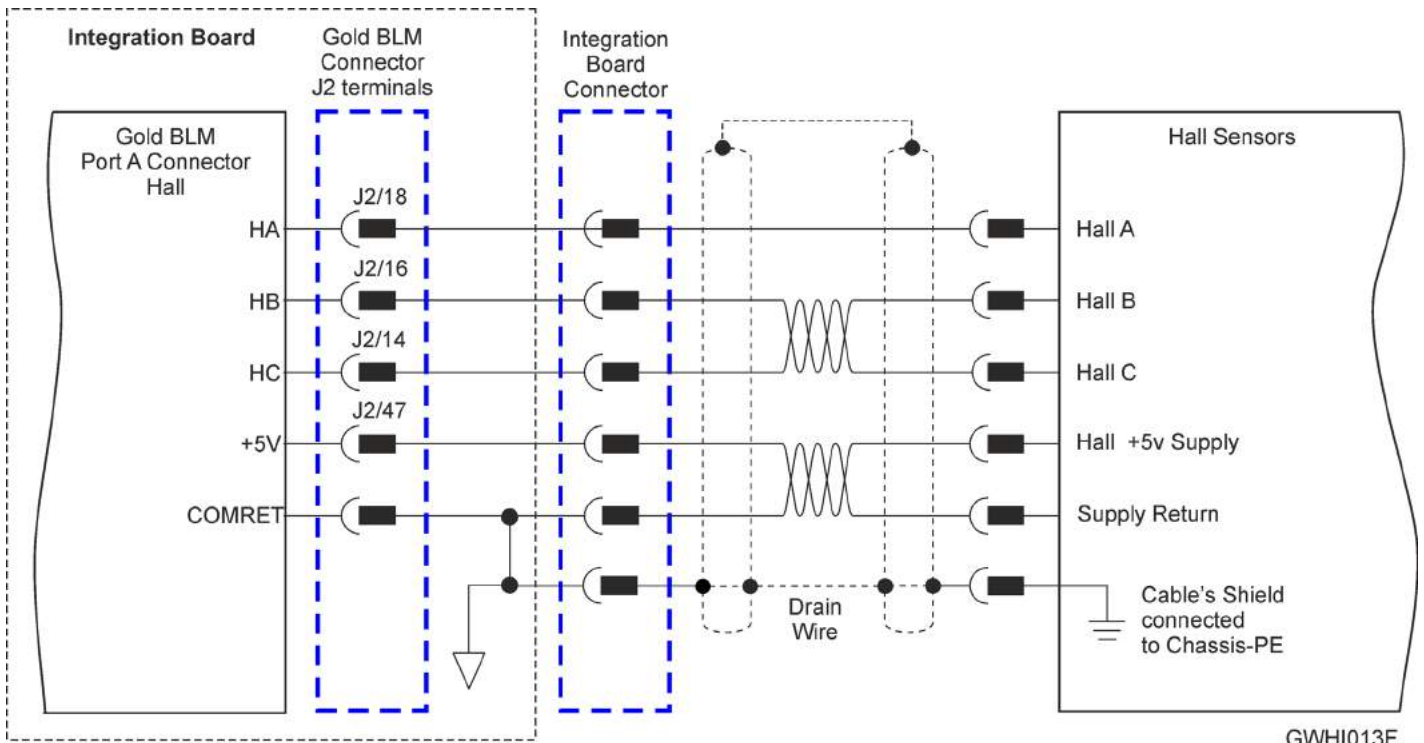 Integration Board
Gold BLM
Connector
J2 terminals
Integration
Board
Connector
Gold BLM
Port A Connector
Hall
Hall Sensors
HA
J2/18
Hall A
HB
J2/16
Hall B
HC
J2/14
Hall C
+5V
J2/47
Hall +5v Supply
COMRET
Supply Return
Drain
Wire
Cable's Shield
connected
to Chassis-PE
GWHI013E